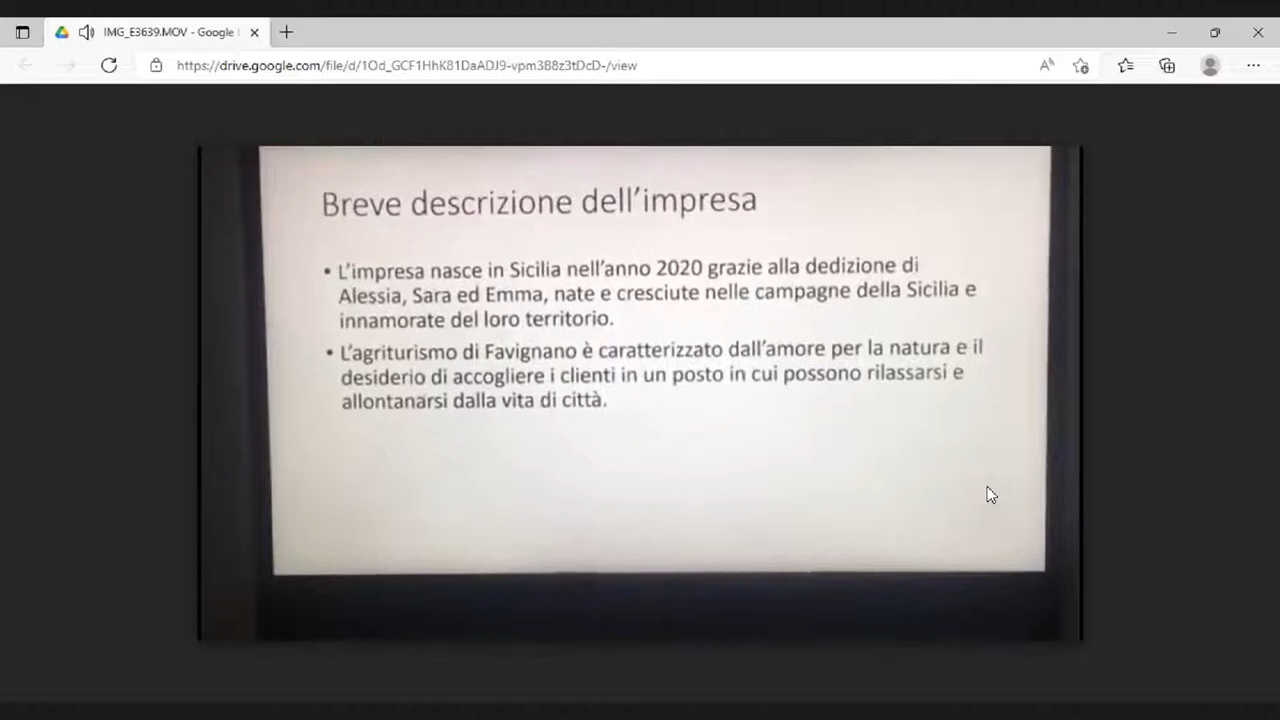 IMG_E3639.MOV - Google
https://drive.google.com/file/d/1Od_GCF1HhK81DaADJ9-vpm3B8z3tDcD-/view
Breve descrizione dell'impresa
• L'impresa nasce in Sicilia nell'anno 2020 grazie alla dedizione di
Alessia, Sara ed Emma, nate e cresciute nelle campagne della Sicilia e
innamorate del loro territorio.
• L'agriturismo di Favignano è caratterizzato dall'amore per la natura e il
desiderio di accogliere i clienti in un posto in cui possono rilassarsi e
allontanarsi dalla vita di città.